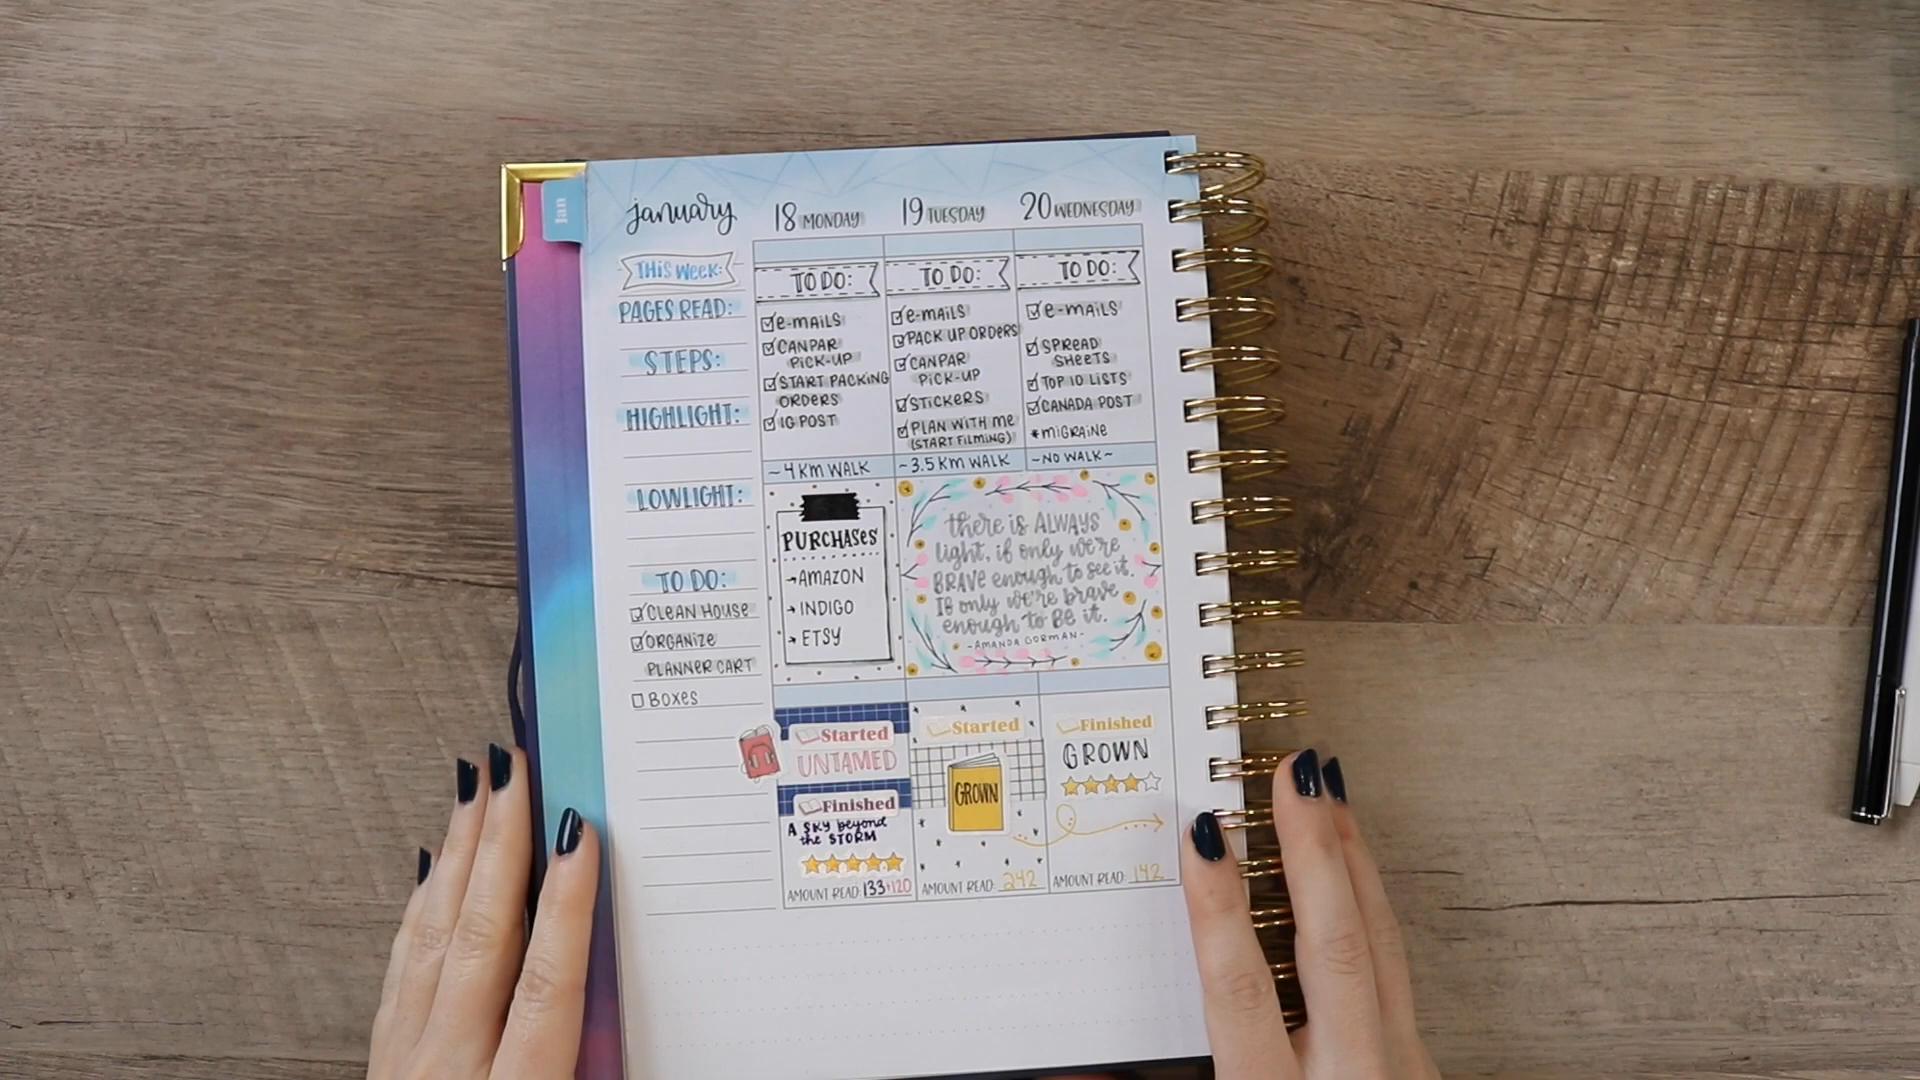 Jan
january
18 MONDAY
19 TUESDAY
20 WEDNESDAY
THIS WEEK:
PAGES READ:
STEPS:
HIGHLIGHT:
LOWLIGHT:
TO DO:
CLEAN HOUSE
ORGANIZE
PLANNER CART
BOXES
TO DO:
e-MAILS
CANPAR
PICK-UP
START PACKING
ORDERS
IG POST
~4 KM WALK
PURCHASES
→AMAZON
→INDIGO
→ETSY
Started
UNTAMED
Finished
A SKY beyond
the STORM
AMOUNT READ: 133+120
TO DO:
e-MAILS
PACK UP ORDERS
CANPAR
PICK-UP
STICKERS
PLAN WITH Me
(START FILMING)
~3.5 KM WALK
TO DO:
e-MAILS
SPREAD
SHEETS
TOP 10 LISTS
CANADA POST
*MIGRAINE
~NO WALK~
there is ALWAYS
light, if only we're
BRAVE enough to see it.
If only we're brave
enough to BE it.
-AMANDA GORMAN-
Started
GROWN
AMOUNT READ: 242
Finished
GROWN
AMOUNT READ: 142